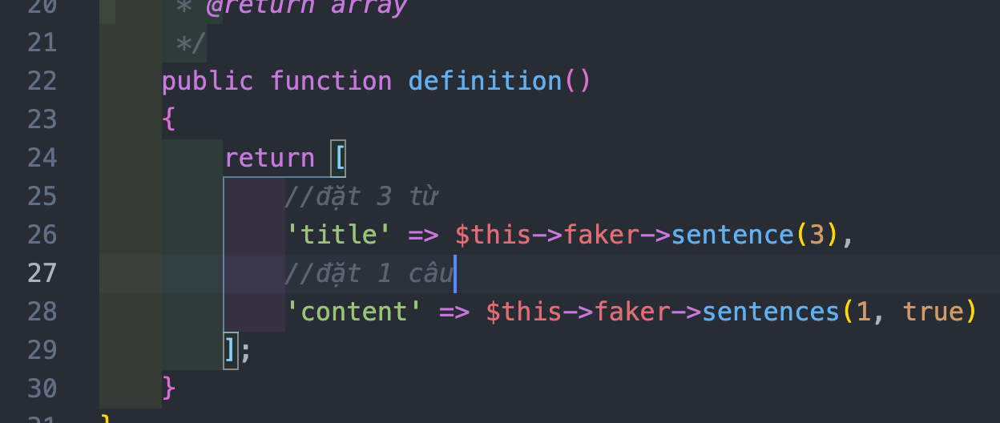 20 * @return array
21 */
22 public function definition()
23 {
24 return [
25 //đặt 3 từ
26 'title' => $this->faker->sentence(3),
27 //đặt 1 câu
28 'content' => $this->faker->sentences(1, true)
29 ];
30 }
31 }